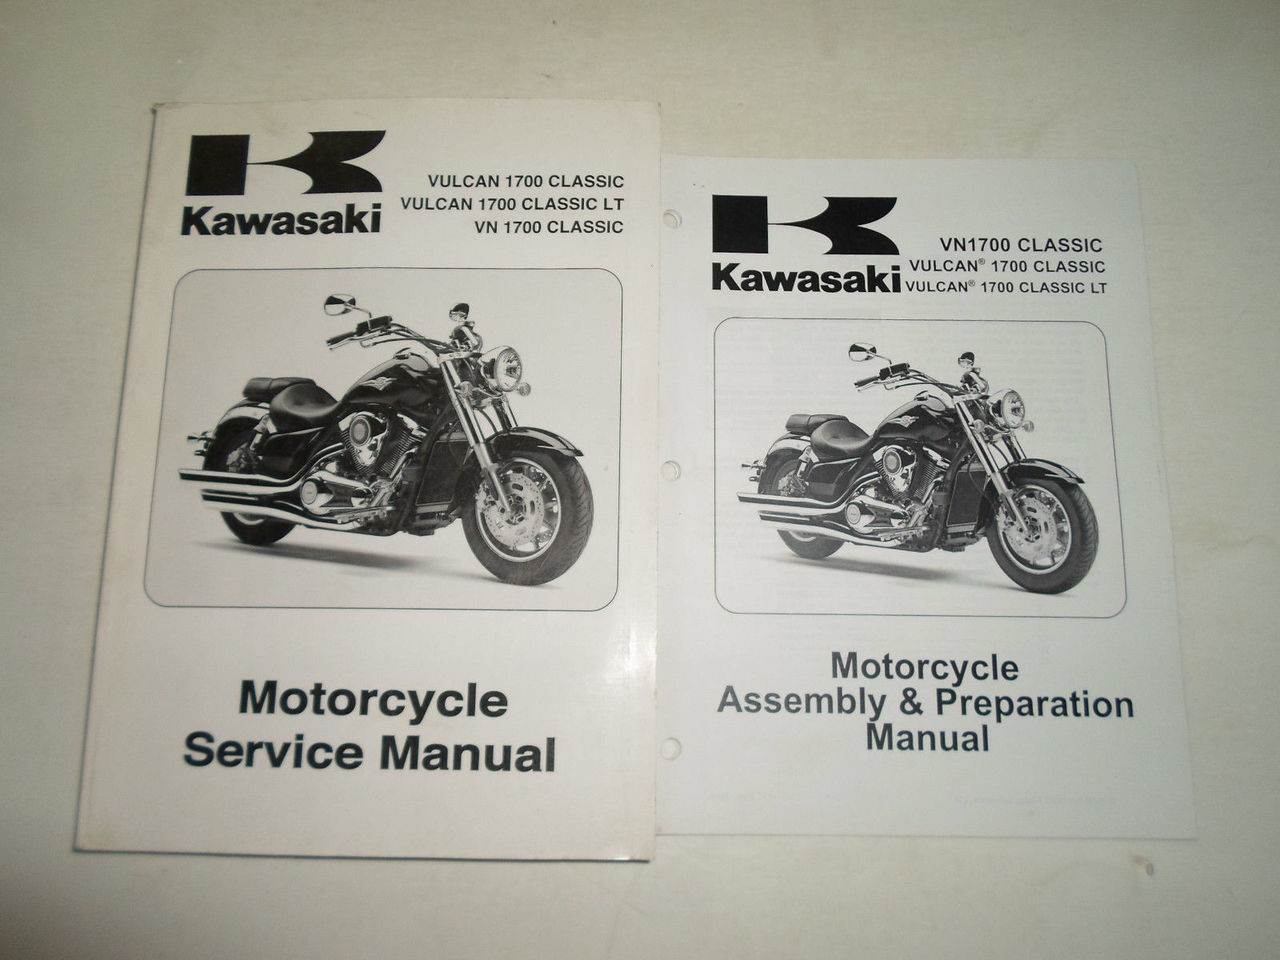 Kawasaki
VULCAN 1700 CLASSIC
VULCAN 1700 CLASSIC LT
VN 1700 CLASSIC
Motorcycle
Service Manual
Kawasaki
VN1700 CLASSIC
VULCAN® 1700 CLASSIC
VULCAN® 1700 CLASSIC LT
Motorcycle
Assembly & Preparation
Manual